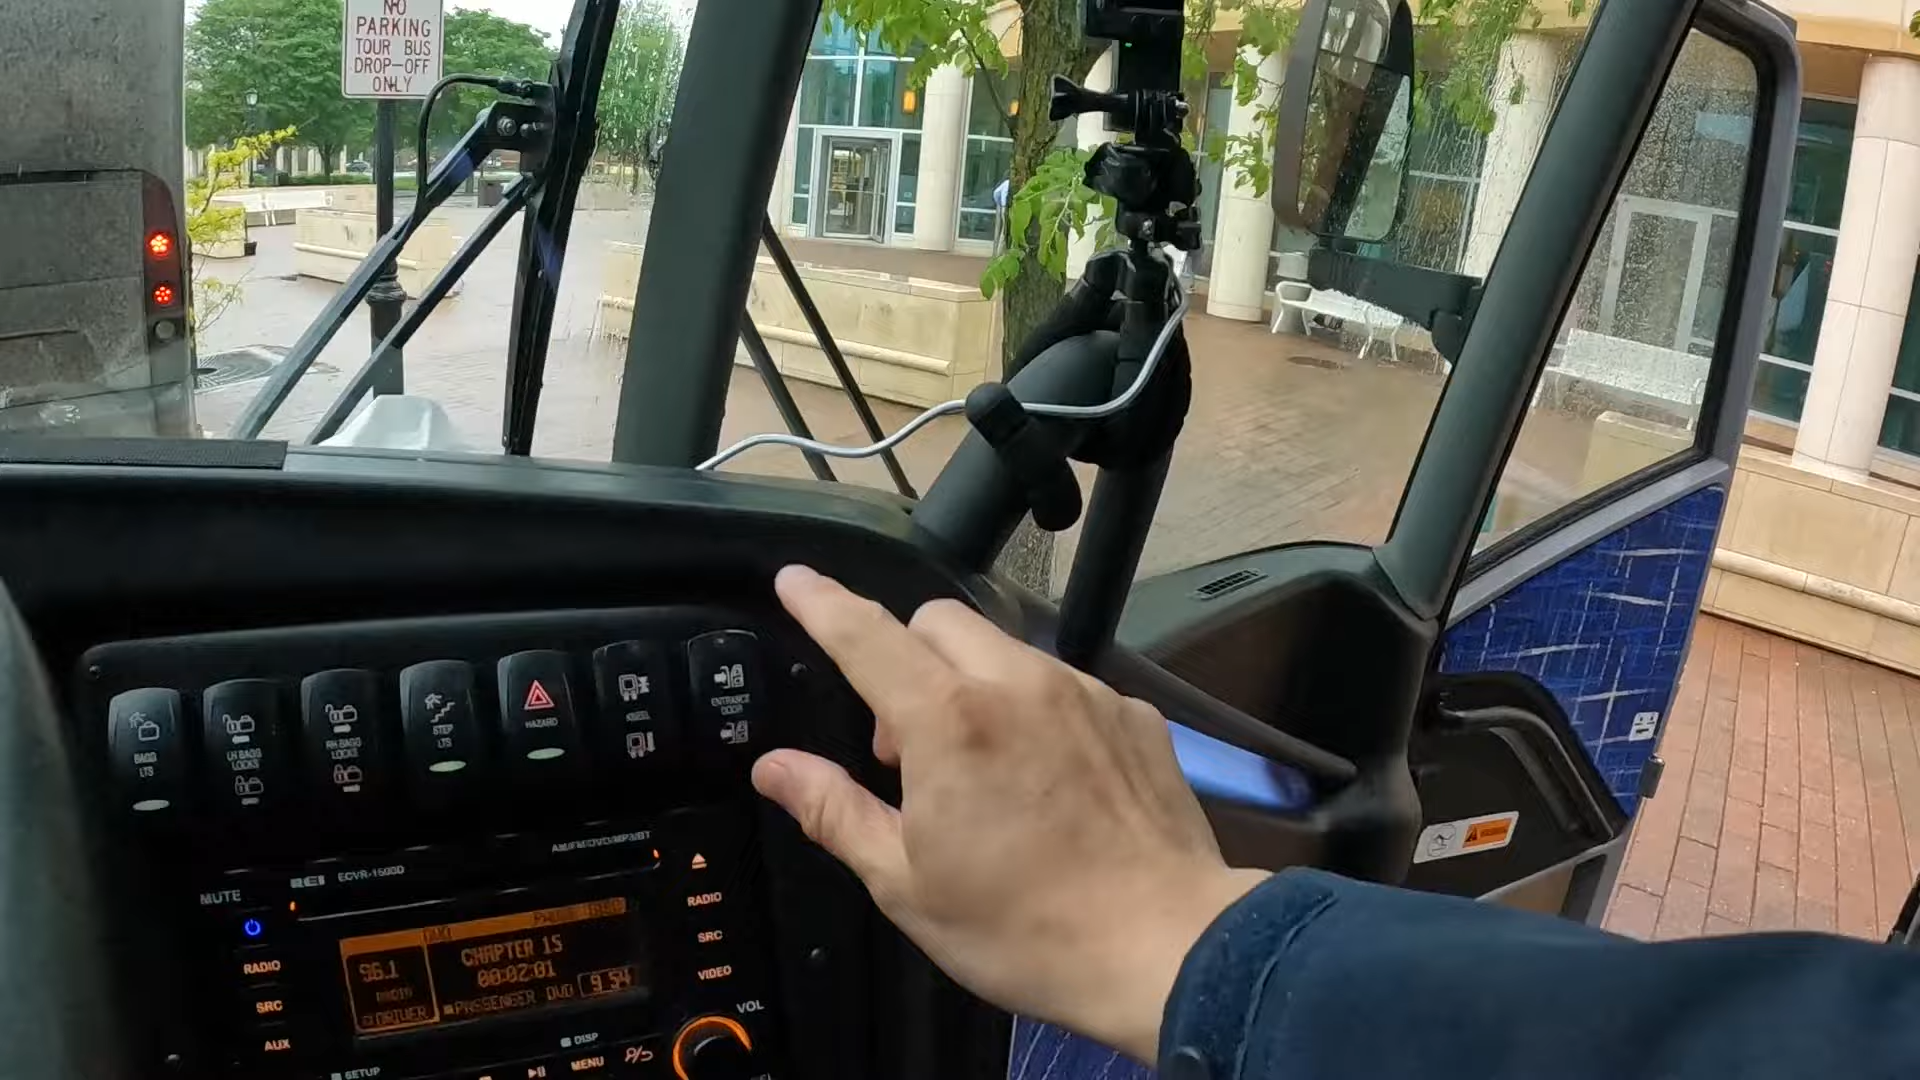 NO
PARKING
TOUR BUS
DROP-OFF
ONLY
BAGG
LTS
LH BAGG
LOCKS
RH BAGG
LOCKS
STEP
LTS
HAZARD
KNEEL
ENTRANCE
DOOR
AM/FM/DVD/MP3/BT
REI ECVR-1500D
MUTE
RADIO
SRC
AUX
96.1
RADIO
DRIVER
CHAPTER 15
00:02:01
PASSENGER DVD 9 54
RADIO
SRC
VIDEO
VOL
DISP
MENU
SETUP